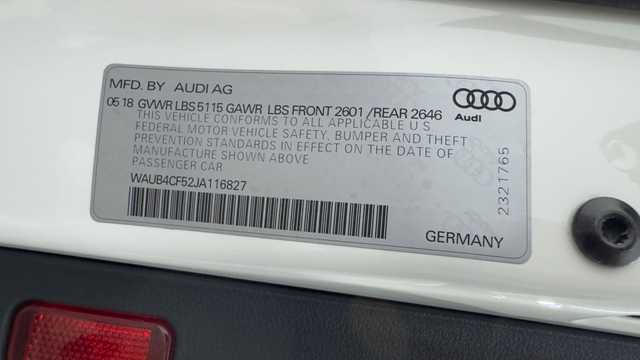 MFD. BY AUDI AG
05 18 GVWR LBS 5115 GAWR LBS FRONT 2601 /REAR 2646
THIS VEHICLE CONFORMS TO ALL APPLICABLE U S
FEDERAL MOTOR VEHICLE SAFETY, BUMPER AND THEFT
PREVENTION STANDARDS IN EFFECT ON THE DATE OF
MANUFACTURE SHOWN ABOVE
PASSENGER CAR
WAUB4CF52JA116827
GERMANY
Audi
2321765